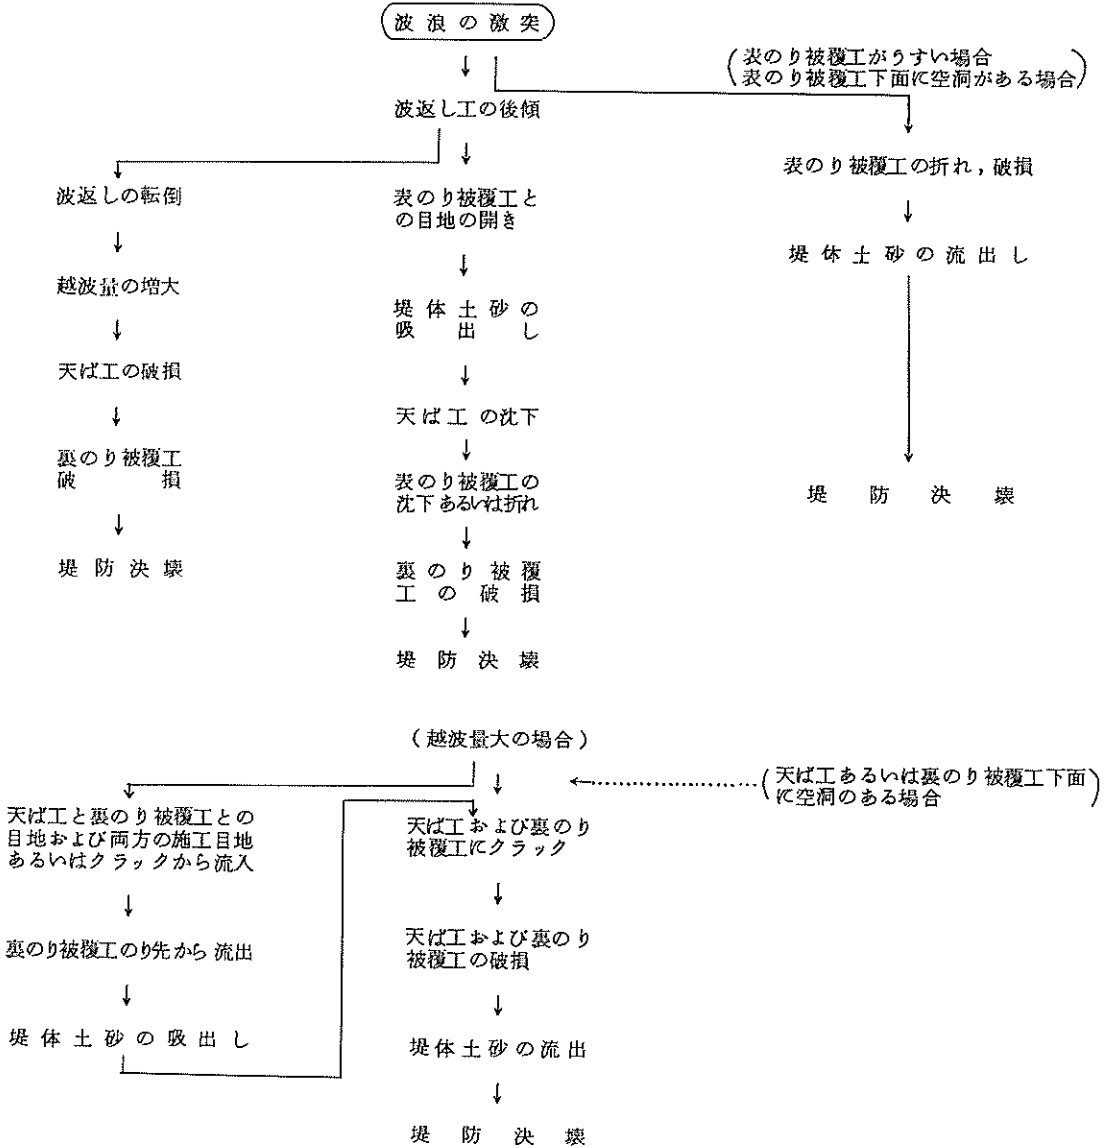 波浪の激突
(表のり被覆工がうすい場合
表のり被覆工下面に空洞がある場合)
波返し工の後傾
波返しの転倒
越波量の増大
天ば工の破損
裏のり被覆工
破損
堤防決壊
表のり被覆工と
の目地の開き
堤体土砂の
吸出し
天ば工の沈下
表のり被覆工の
沈下あるいは折れ
裏のり被覆
工の破損
堤防決壊
表のり被覆工の折れ,破損
堤体土砂の流出し
堤防決壊
(越波量大の場合)
(天ば工あるいは裏のり被覆工下面
に空洞のある場合)
天ば工と裏のり被覆工との
目地および両方の施工目地
あるいはクラックから流入
裏のり被覆工のり先から流出
堤体土砂の吸出し
天ば工および裏のり
被覆工にクラック
天ば工および裏のり
被覆工の破損
堤体土砂の流出
堤防決壊